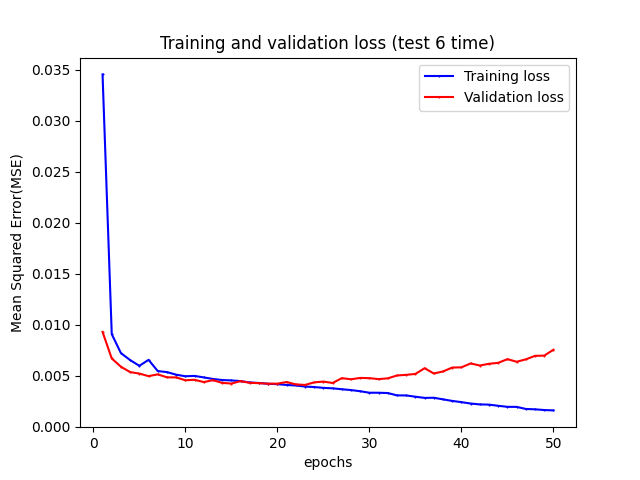 Training and validation loss (test 6 time)
Training loss
Validation loss
Mean Squared Error(MSE)
0.035
0.030
0.025
0.020
0.015
0.010
0.005
0.000
0 10 20 30 40 50
epochs